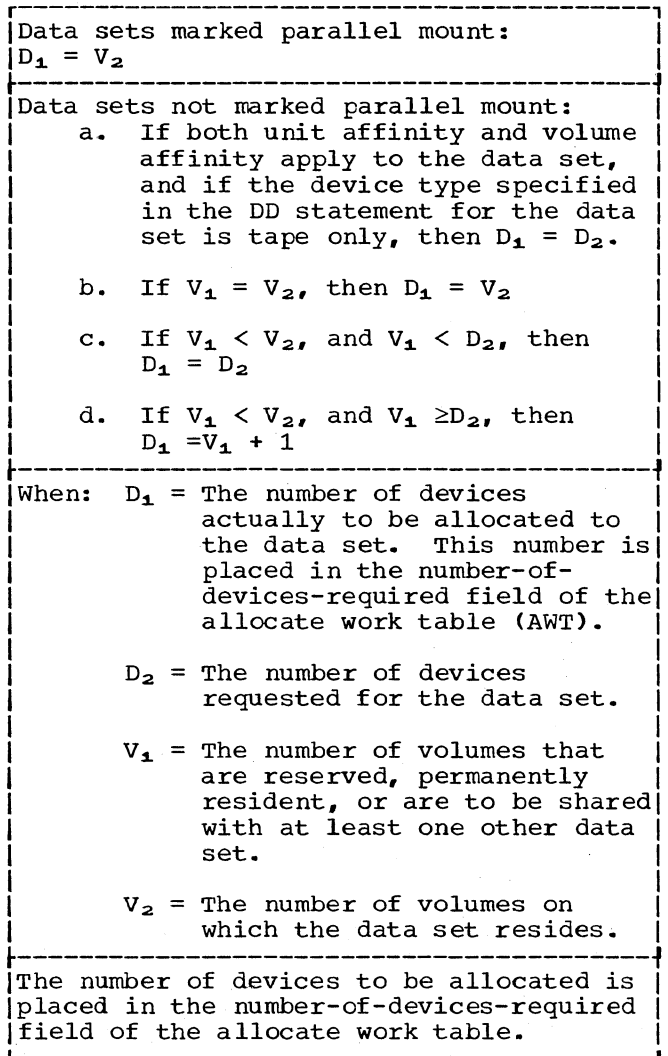 Data sets marked parallel mount:
D₁ = V₂
Data sets not marked parallel mount:
a. If both unit affinity and volume
affinity apply to the data set,
and if the device type specified
in the DD statement for the data
set is tape only, then D₁ = D₂.
b. If V₁ = V₂, then D₁ = V₂
c. If V₁ < V₂, and V₁ < D₂, then
D₁ = D₂
d. If V₁ < V₂, and V₁ ≥D₂, then
D₁ =V₁ + 1
When: D₁ = The number of devices
actually to be allocated to
the data set. This number is
placed in the number-of-
devices-required field of the
allocate work table (AWT).
D₂ = The number of devices
requested for the data set.
V₁ = The number of volumes that
are reserved, permanently
resident, or are to be shared
with at least one other data
set.
V₂ = The number of volumes on
which the data set resides.
The number of devices to be allocated is
placed in the number-of-devices-required
field of the allocate work table.